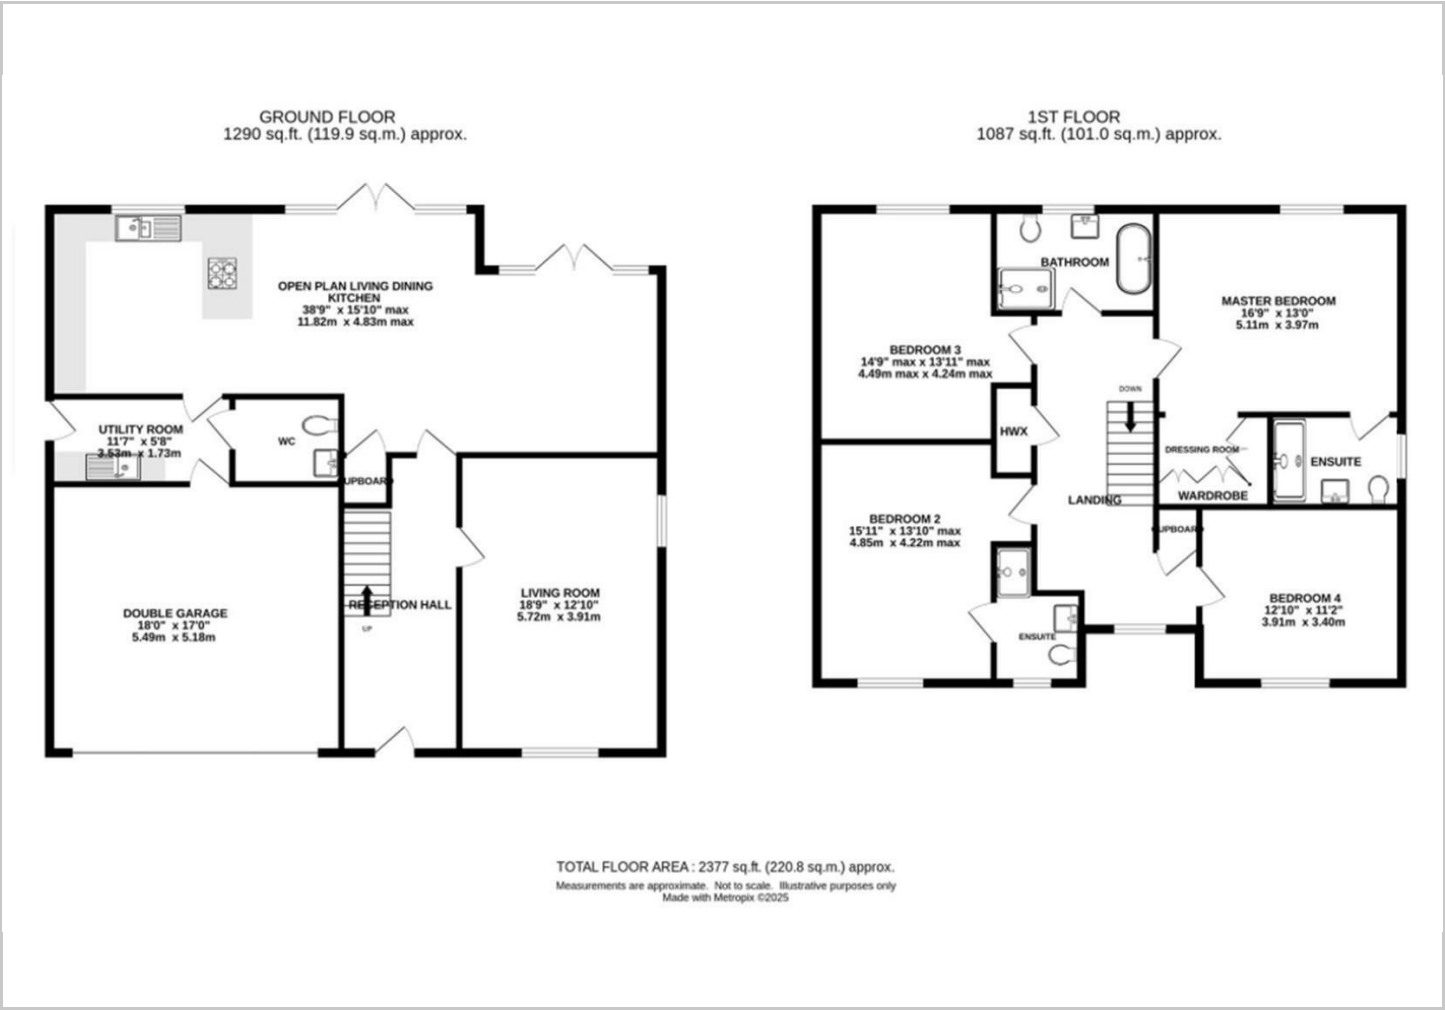 GROUND FLOOR
1290 sq.ft. (119.9 sq.m.) approx.
OPEN PLAN LIVING DINING
KITCHEN
38'9" x 15'10" max
11.82m x 4.83m max
UTILITY ROOM
11'7" x 5'8"
3.53m x 1.73m
WC
CUPBOARD
DOUBLE GARAGE
18'0" x 17'0"
5.49m x 5.18m
RECEPTION HALL
UP
LIVING ROOM
18'9" x 12'10"
5.72m x 3.91m
1ST FLOOR
1087 sq.ft. (101.0 sq.m.) approx.
BATHROOM
MASTER BEDROOM
16'9" x 13'0"
5.11m x 3.97m
BEDROOM 3
14'9" max x 13'11" max
4.49m max x 4.24m max
DOWN
HWX
DRESSING ROOM
ENSUITE
WARDROBE
LANDING
BEDROOM 2
15'11" x 13'10" max
4.85m x 4.22m max
CUPBOARD
BEDROOM 4
12'10" x 11'2"
3.91m x 3.40m
ENSUITE
TOTAL FLOOR AREA : 2377 sq.ft. (220.8 sq.m.) approx.
Measurements are approximate. Not to scale. Illustrative purposes only
Made with Metropix ©2025